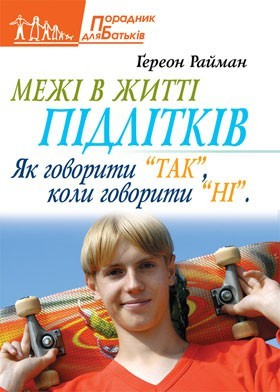 Порадник
для Батьків
Ґереон Райман
МЕЖІ В ЖИТТІ
ПІДЛІТКІВ
Як говорити “ТАК”,
коли говорити “НІ”.